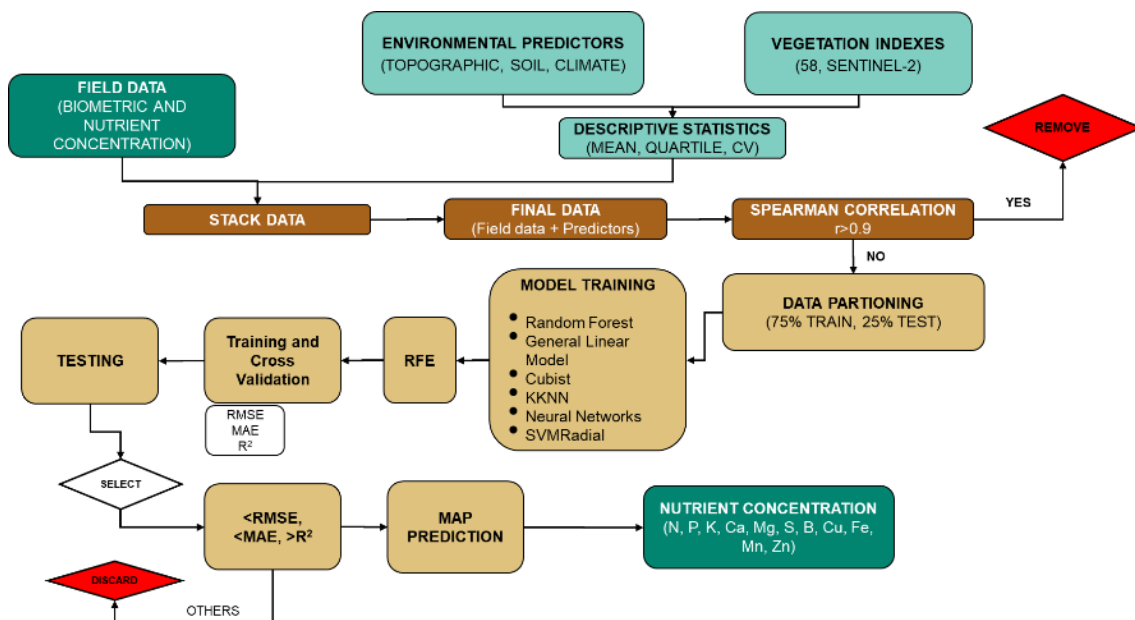 ENVIRONMENTAL PREDICTORS
(TOPOGRAPHIC, SOIL, CLIMATE)
VEGETATION INDEXES
(58, SENTINEL-2)
FIELD DATA
(BIOMETRIC AND
NUTRIENT
CONCENTRATION)
DESCRIPTIVE STATISTICS
(MEAN, QUARTILE, CV)
REMOVE
STACK DATA
FINAL DATA
(Field data + Predictors)
SPEARMAN CORRELATION
r>0.9
YES
NO
DATA PARTIONING
(75% TRAIN, 25% TEST)
MODEL TRAINING
• Random Forest
• General Linear
Model
• Cubist
• KKNN
• Neural Networks
• SVMRadial
RFE
Training and
Cross
Validation
RMSE
MAE
R²
TESTING
SELECT
<RMSE,
<MAE, >R²
MAP
PREDICTION
NUTRIENT CONCENTRATION
(N, P, K, Ca, Mg, S, B, Cu, Fe,
Mn, Zn)
DISCARD
OTHERS